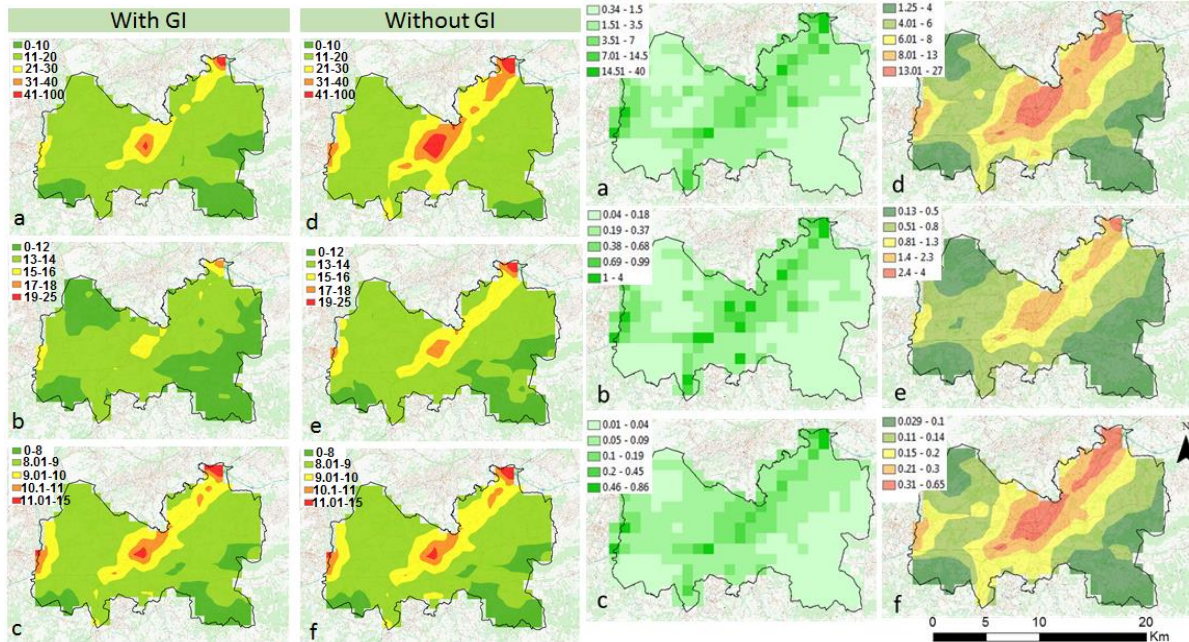 With GI
Without GI
0-10
11-20
21-30
31-40
41-100
a
0-10
11-20
21-30
31-40
41-100
d
0.34 - 1.5
1.51 - 3.5
3.51 - 7
7.01 - 14.5
14.51 - 40
a
1.25 - 4
4.01 - 6
6.01 - 8
8.01 - 13
13.01 - 27
d
0-12
13-14
15-16
17-18
19-25
b
0-12
13-14
15-16
17-18
19-25
e
0.04 - 0.18
0.19 - 0.37
0.38 - 0.68
0.69 - 0.99
1 - 4
b
0.13 - 0.5
0.51 - 0.8
0.81 - 1.3
1.4 - 2.3
2.4 - 4
e
0-8
8.01-9
9.01-10
10.1-11
11.01-15
c
0-8
8.01-9
9.01-10
10.1-11
11.01-15
f
0.01 - 0.04
0.05 - 0.09
0.1 - 0.19
0.2 - 0.45
0.46 - 0.86
c
0.029 - 0.1
0.11 - 0.14
0.15 - 0.2
0.21 - 0.3
0.31 - 0.65
f
N
0 5 10 20
Km